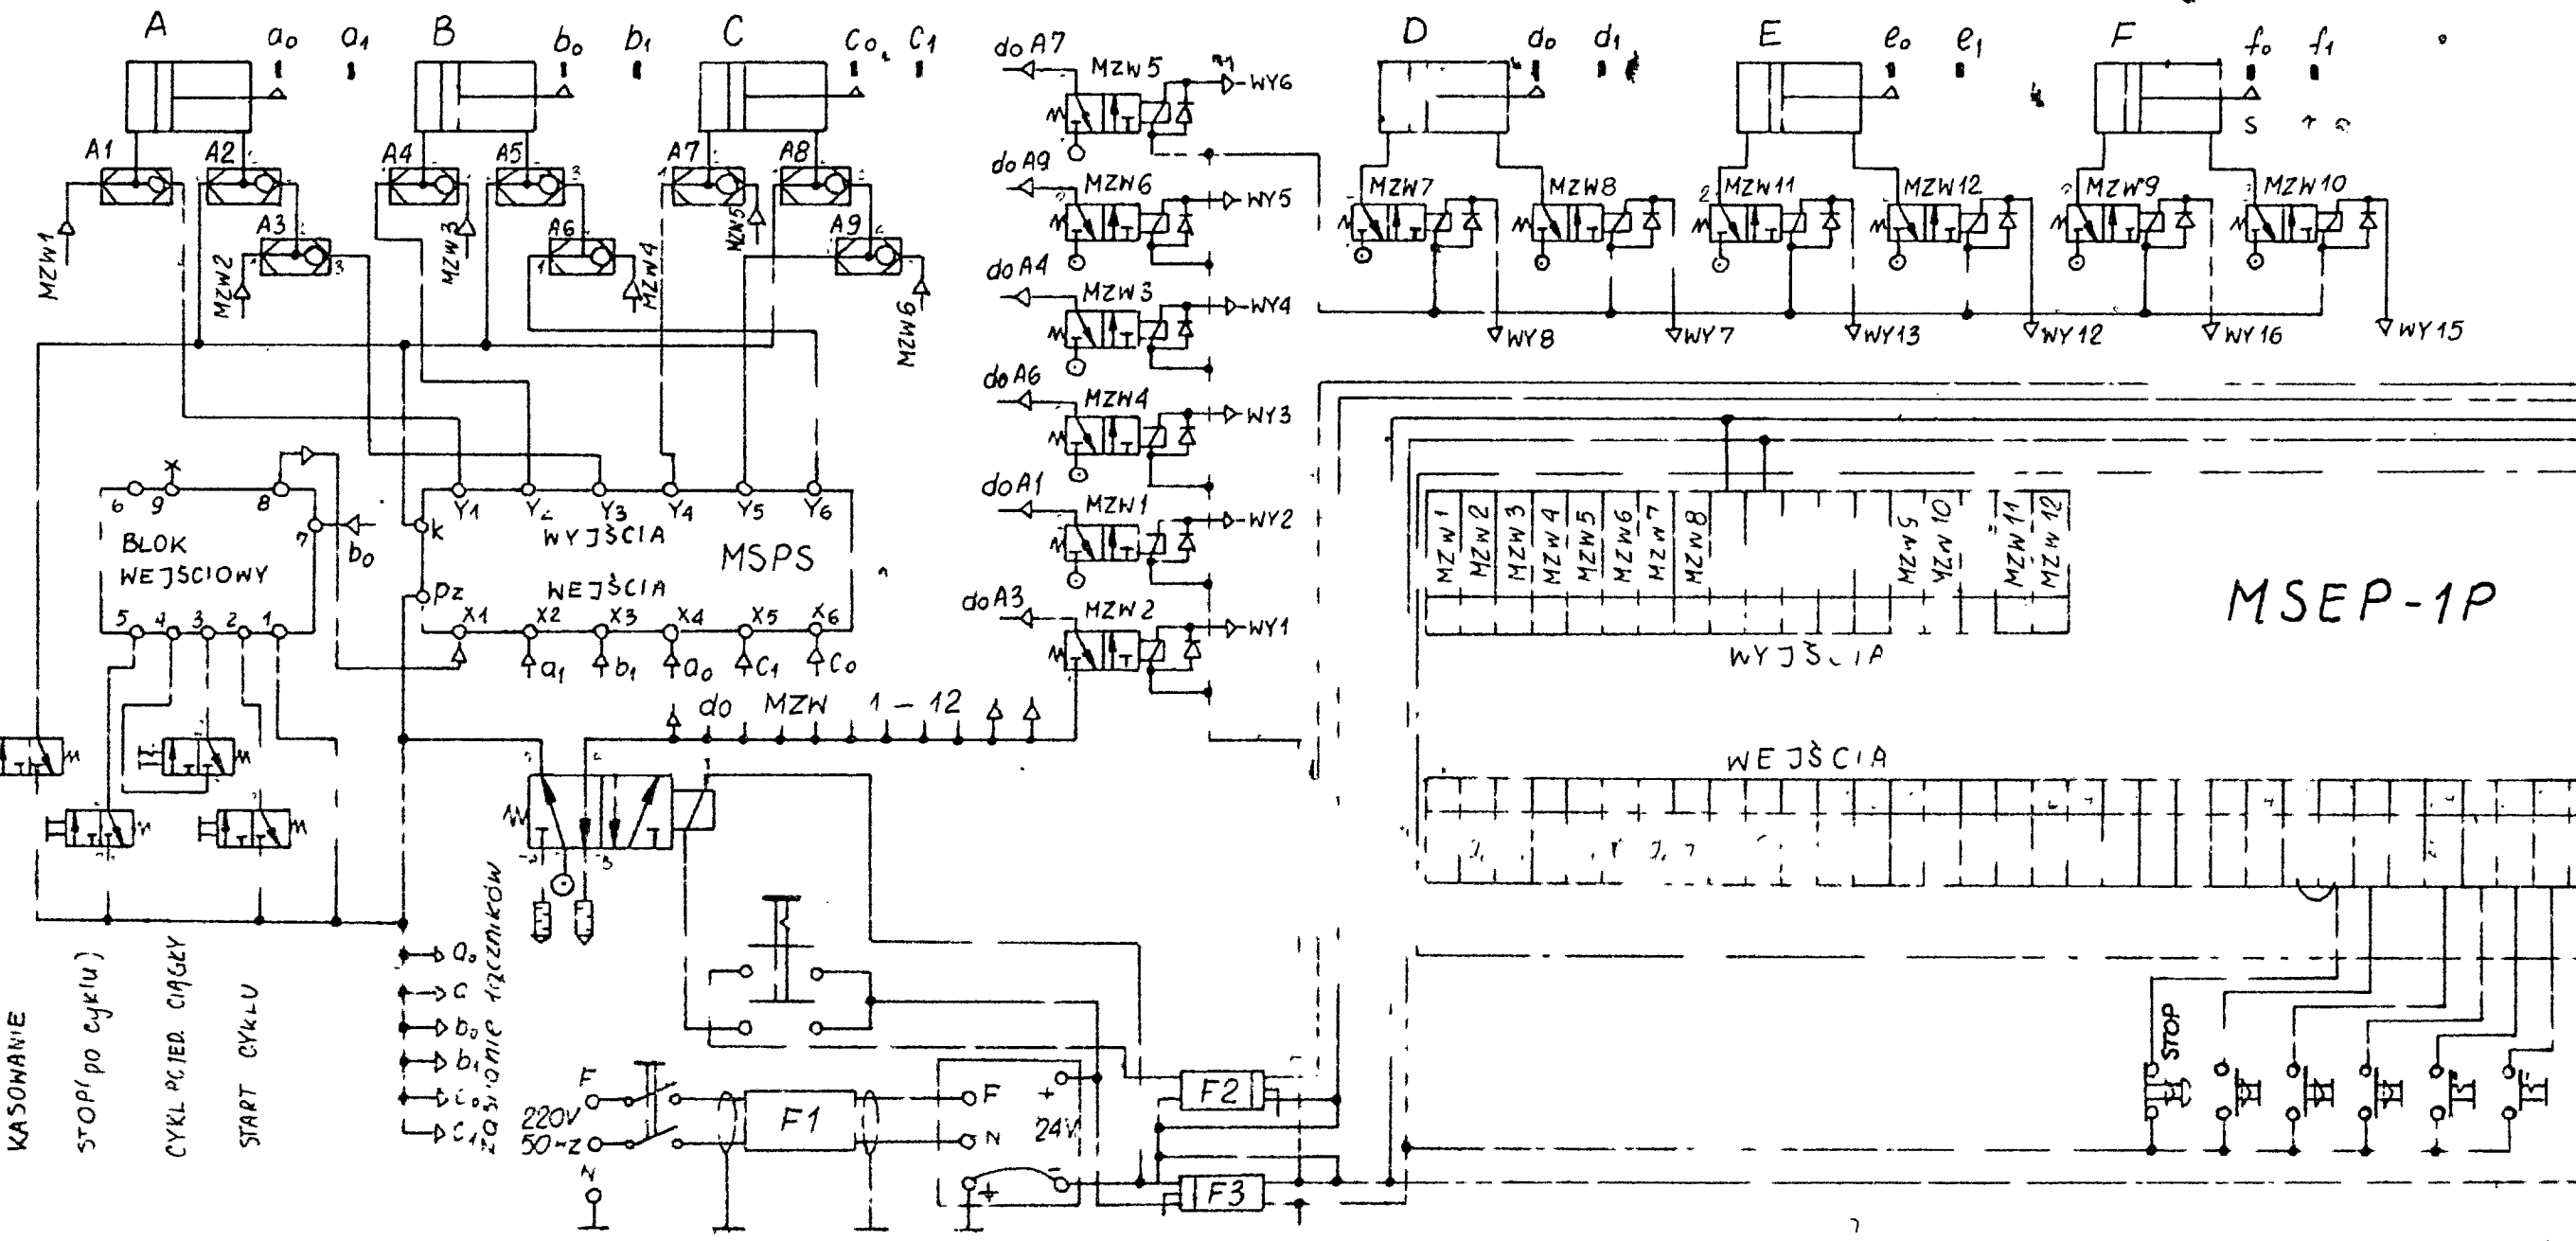 A a₀ a₁ B b₀ b₁ C c₀ c₁
D d₀ d₁ E e₀ e₁ F f₀ f₁
A1 A2 A4 A5 A7 A8
3
A3 A6 A9
1
3
MZW1 MZW2 MZW3 MZW4 MZW5 MZW6
do A7 MZW5 WY6
do A9 MZW6 WY5
do A4 MZW3 WY4
do A6 MZW4 WY3
do A1 MZW1 WY2
do A3 MZW2 WY1
MZW7 MZW8 MZW11 MZW12 MZW9 MZW10
WY8 WY7 WY13 WY12 WY16 WY15
6 9 8
x
7
b₀
BLOK
WEJŚCIOWY
5 4 3 2 1
k
Pz
Y1 Y2 Y3 Y4 Y5 Y6
WYJŚCIA
MSPS
WEJŚCIA
X1 X2 X3 X4 X5 X6
a₁ b₁ a₀ c₁ c₀
do MZW 1 – 12
MZW1 MZW2 MZW3 MZW4 MZW5 MZW6 MZW7 MZW8 MZW9 MZW10 MZW11 MZW12
WYJŚCIA
MSEP-1P
WEJŚCIA
KASOWANIE
STOP (po cyklu)
CYKL POJED. CIĄGŁY
START CYKLU
a₀
b₀
b₁
c₀
c₁
zasilanie łączników
F
220V
50Hz
N
F1
F
N
+
24V
-
F2
F3
STOP